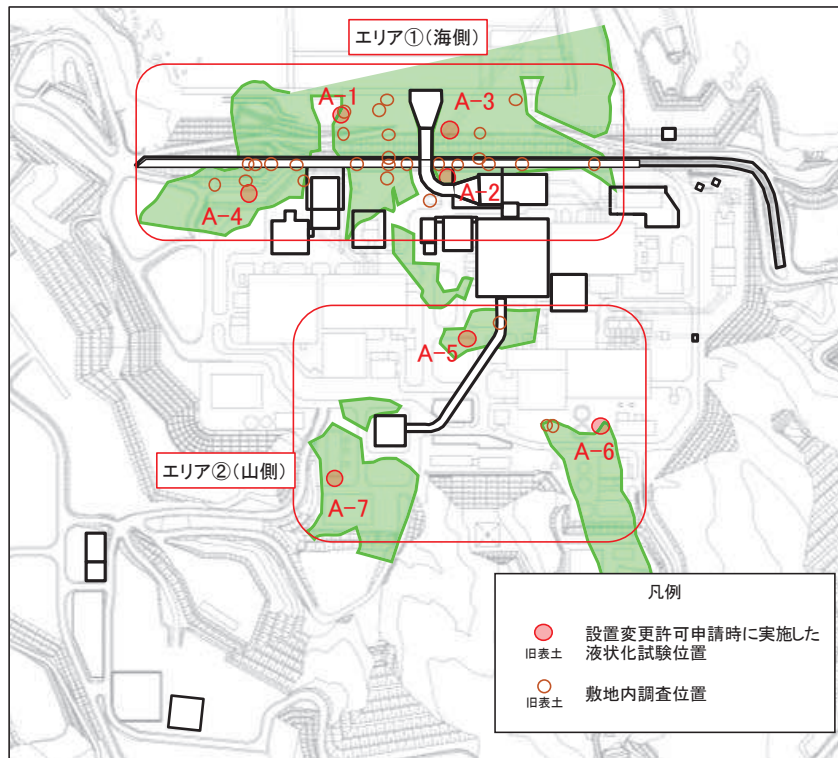 エリア①(海側)
A-1
A-3
A-2
A-4
A-5
A-6
エリア②(山側)
A-7
凡例
設置変更許可申請時に実施した
旧表土 液状化試験位置
敷地内調査位置
旧表土